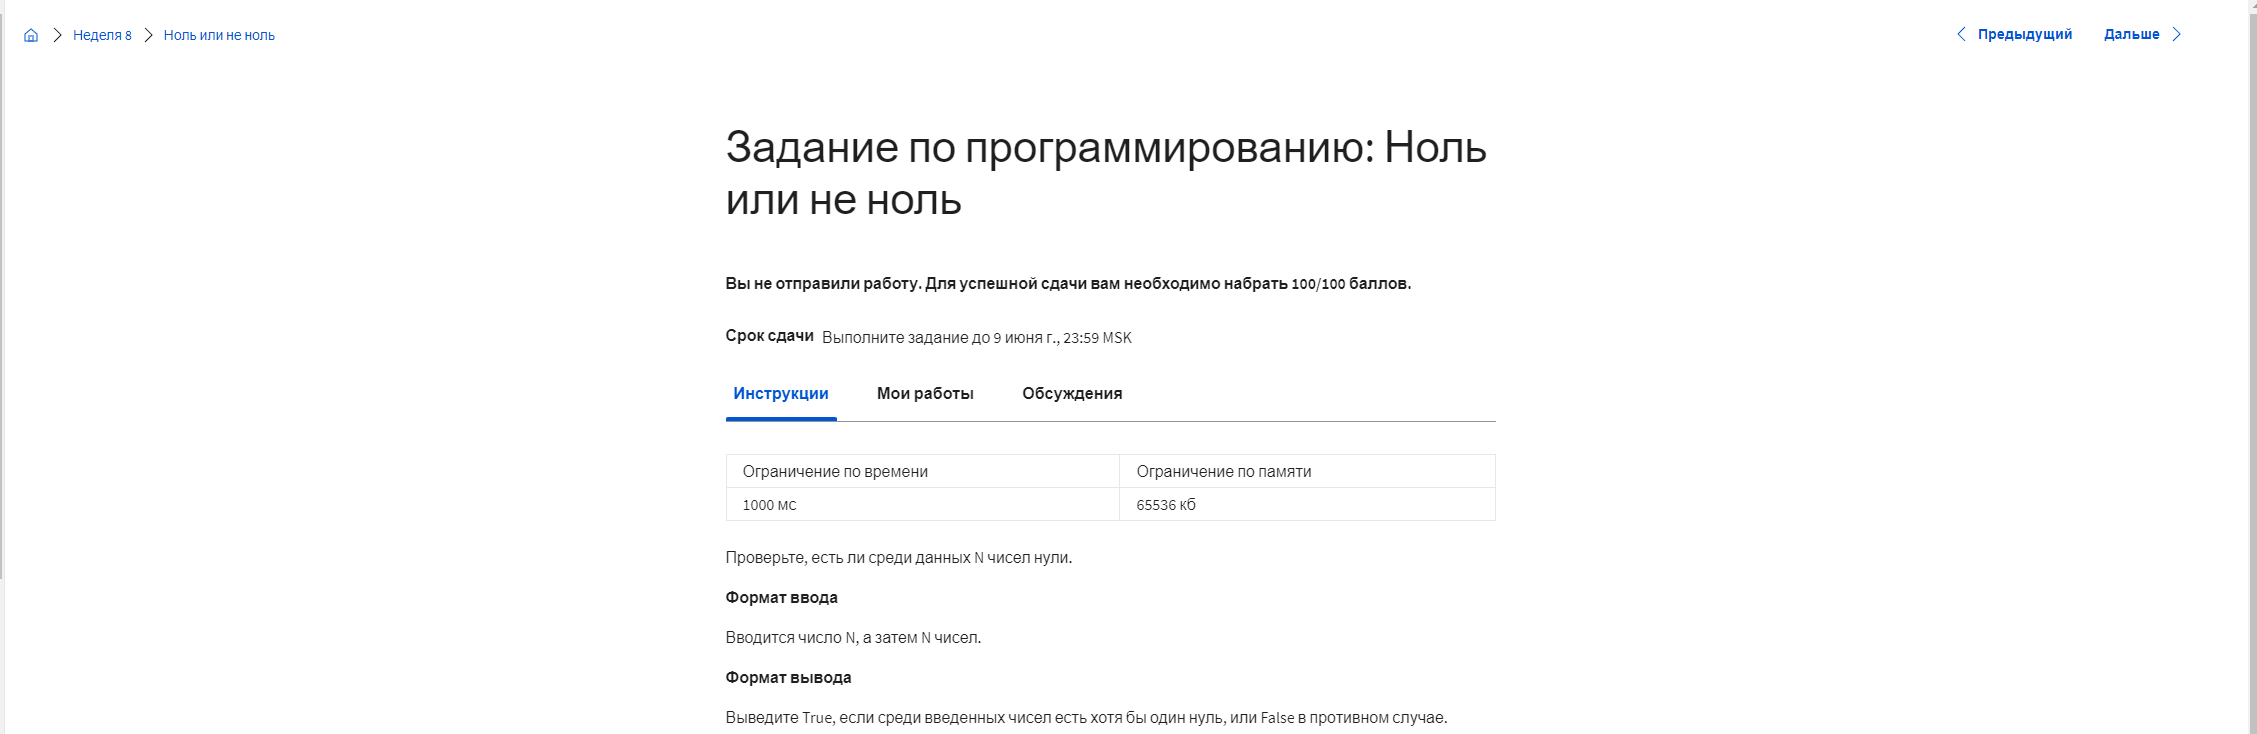 Неделя 8 Ноль или не ноль Предыдущий Дальше
Задание по программированию: Ноль
или не ноль
Вы не отправили работу. Для успешной сдачи вам необходимо набрать 100/100 баллов.
Срок сдачи Выполните задание до 9 июня г., 23:59 MSK
Инструкции Мои работы Обсуждения
Ограничение по времени Ограничение по памяти
1000 мс 65536 кб
Проверьте, есть ли среди данных N чисел нули.
Формат ввода
Вводится число N, а затем N чисел.
Формат вывода
Выведите True, если среди введенных чисел есть хотя бы один нуль, или False в противном случае.